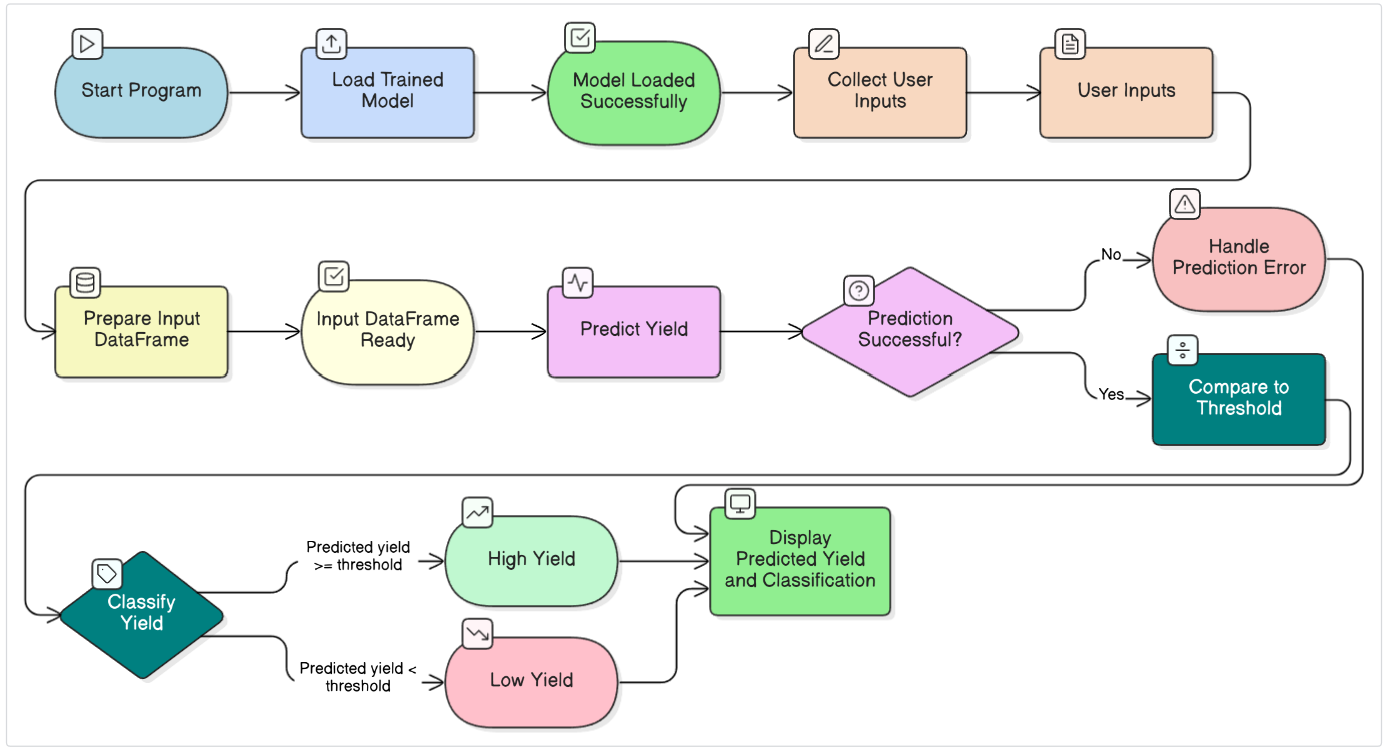 Start Program
Load Trained
Model
Model Loaded
Successfully
Collect User
Inputs
User Inputs
Prepare Input
DataFrame
Input DataFrame
Ready
Predict Yield
Prediction
Successful?
No
Handle
Prediction Error
Yes
Compare to
Threshold
Classify
Yield
Predicted yield
>= threshold
High Yield
Predicted yield <
threshold
Low Yield
Display
Predicted Yield
and Classification